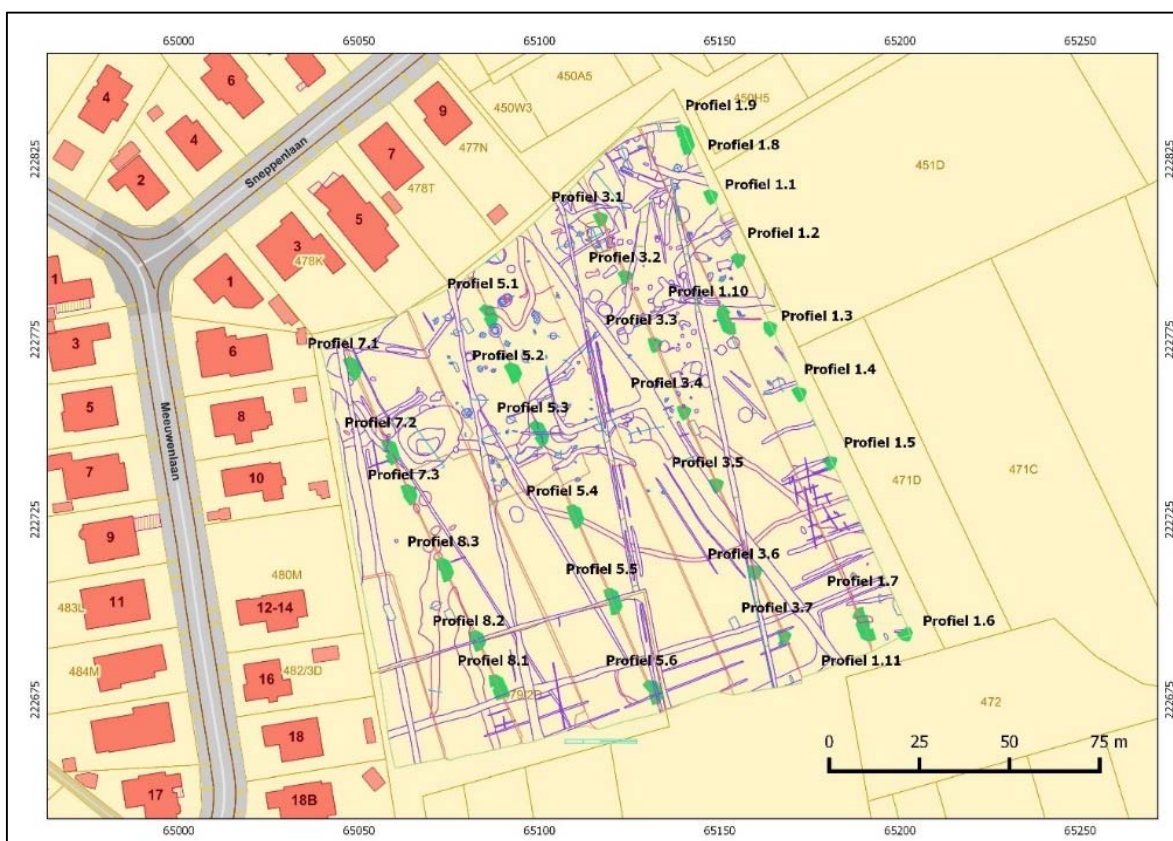 65000 65050 65100 65150 65200 65250
222825
222775
222725
222675
222825
222775
222725
222675
4
6
4
2
9
7
5
3
1
Sneppenlaan
477N
478T
478K
450W3
450A5
450H5
451D
471C
471D
472
Profiel 1.9
Profiel 1.8
Profiel 1.1
Profiel 3.1
Profiel 1.2
Profiel 3.2
Profiel 5.1
Profiel 1.10
Profiel 1.3
Profiel 3.3
Profiel 7.1
Profiel 5.2
Profiel 1.4
Profiel 3.4
Profiel 5.3
Profiel 7.2
Profiel 1.5
Profiel 3.5
Profiel 7.3
Profiel 5.4
Profiel 8.3
Profiel 3.6
Profiel 5.5
Profiel 1.7
Profiel 3.7
Profiel 1.6
Profiel 8.2
Profiel 8.1
Profiel 5.6
Profiel 1.11
1
3
5
7
9
11
17
Meeuwenlaan
6
8
10
12-14
16
18
18B
480M
483L
484M
482/3D
0 25 50 75 m
65000 65050 65100 65150 65200 65250